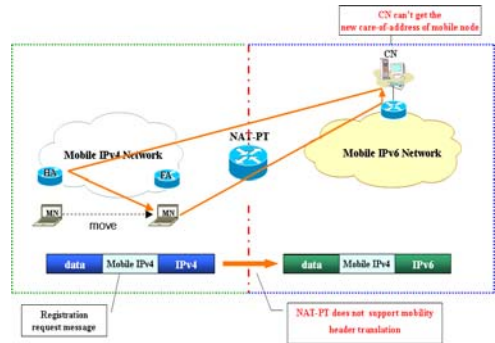 CN can't get the
new care-of-address of mobile node
CN
NAT-PT
Mobile IPv4 Network
Mobile IPv6 Network
HA
FA
MN
MN
move
data
Mobile IPv4
IPv4
data
Mobile IPv4
IPv6
Registration
request message
NAT-PT does not support mobility
header translation